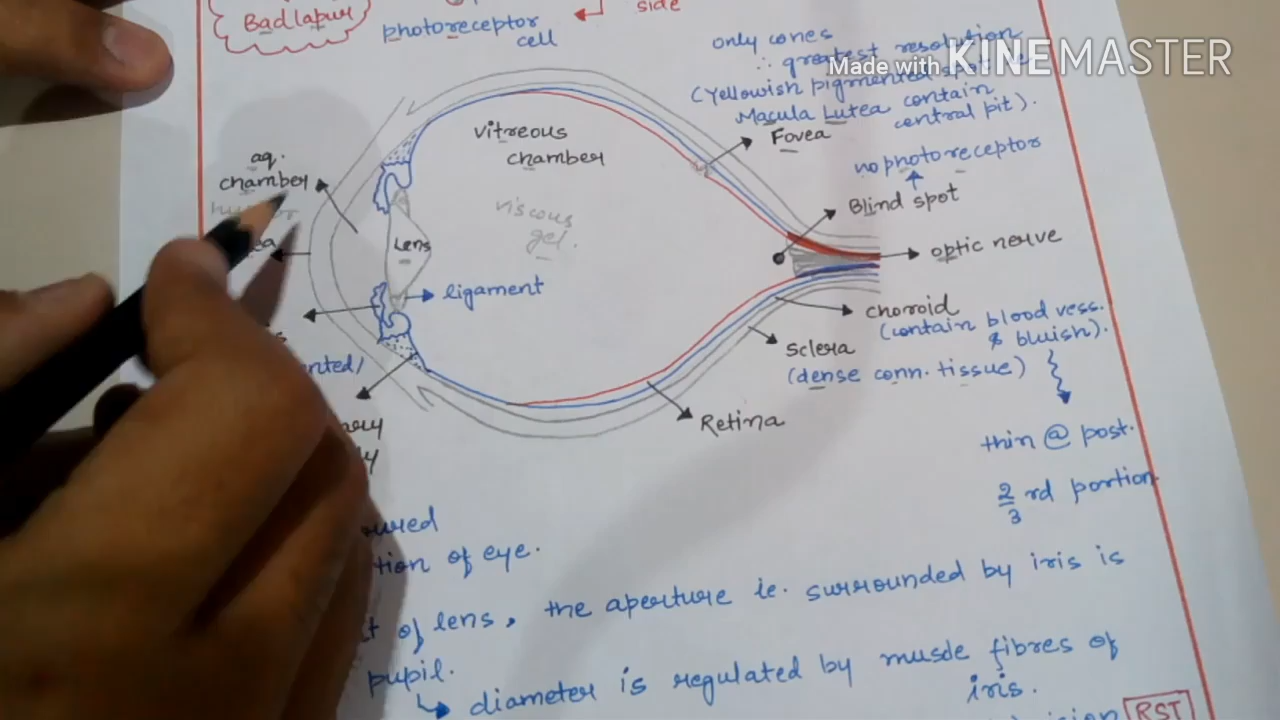 Badlapur
photoreceptor
cell
side
only cones
∴ greatest resolution
Made with KINEMASTER
(Yellowish pigmented spot
Macula Lutea contain
central pit).
Fovea
no photoreceptor
Blind spot
optic nerve
choroid
(contain blood vess.
& bluish).
Sclera
(dense conn. tissue)
Retina
thin @ post.
2/3 rd portion
vitreous
chamber
viscous
gel.
aq.
chamber
humor
Lens
ligament
tion of eye.
of lens, the aperture ie. surrounded by iris is
pupil.
diameter is regulated by muscle fibres of
iris.
RST